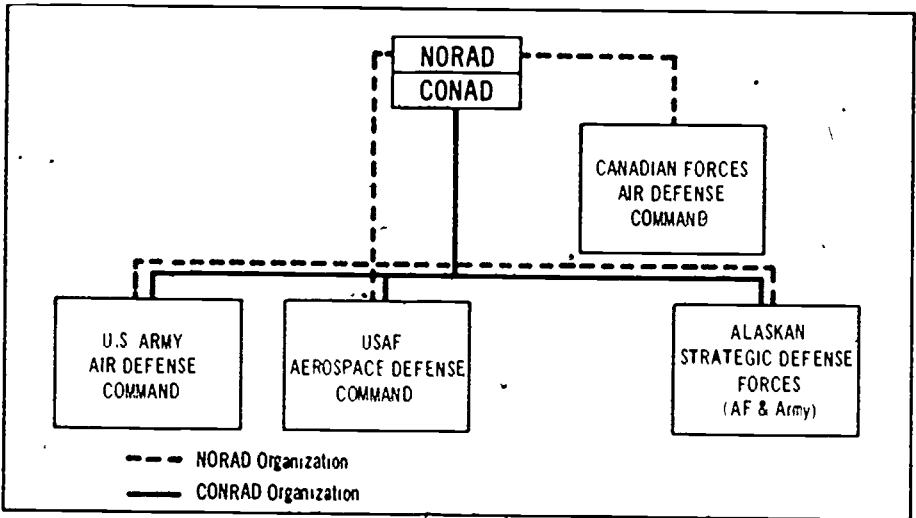 NORAD
CONAD
CANADIAN FORCES
AIR DEFENSE
COMMAND
U.S ARMY
AIR DEFENSE
COMMAND
USAF
AEROSPACE DEFENSE
COMMAND
ALASKAN
STRATEGIC DEFENSE
FORCES
(AF & Army)
NORAD Organization
CONRAD Organization